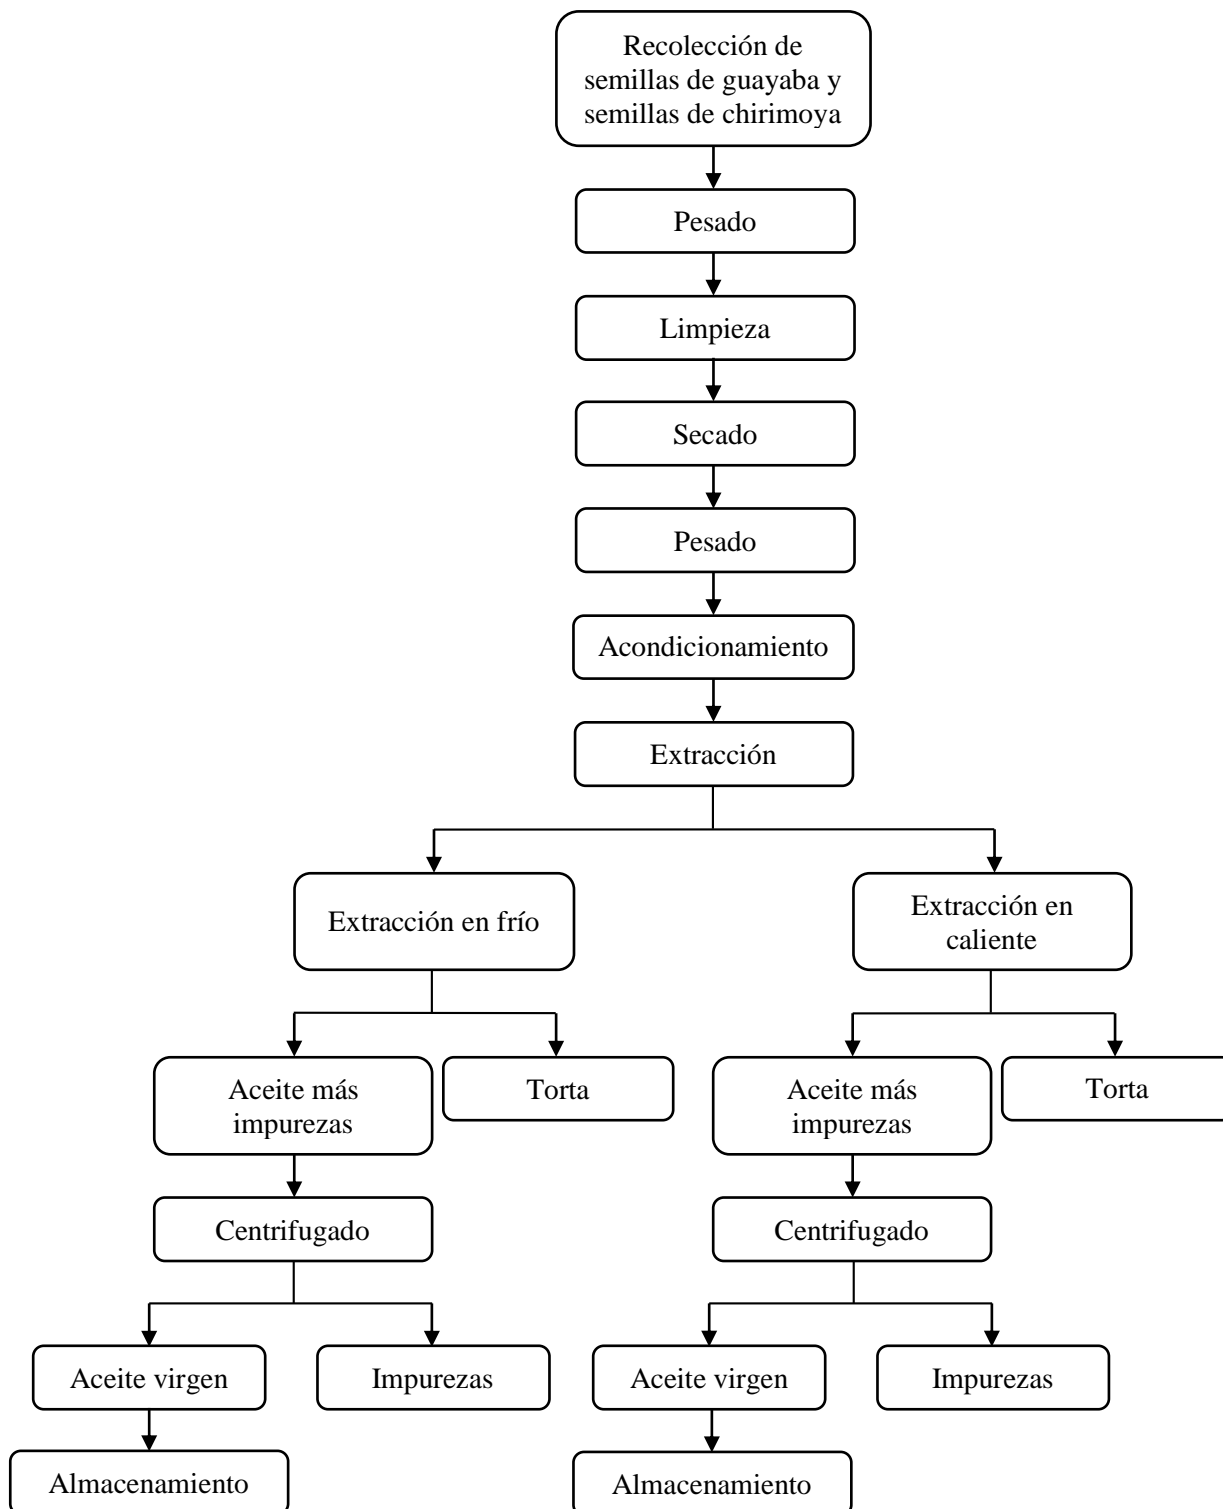 Recolección de
semillas de guayaba y
semillas de chirimoya
Pesado
Limpieza
Secado
Pesado
Acondicionamiento
Extracción
Extracción en frío
Extracción en
caliente
Aceite más
impurezas
Torta
Aceite más
impurezas
Torta
Centrifugado
Centrifugado
Aceite virgen
Impurezas
Aceite virgen
Impurezas
Almacenamiento
Almacenamiento